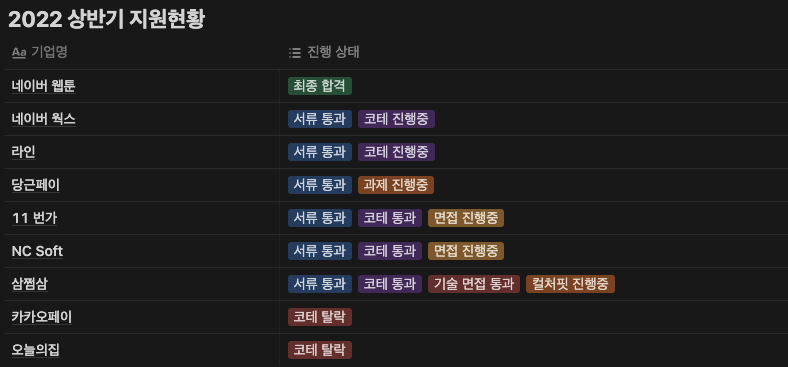 2022 상반기 지원현황
Aa 기업명 진행 상태
네이버 웹툰 최종 합격
네이버 웍스 서류 통과 코테 진행중
라인 서류 통과 코테 진행중
당근페이 서류 통과 과제 진행중
11 번가 서류 통과 코테 통과 면접 진행중
NC Soft 서류 통과 코테 통과 면접 진행중
삼쩜삼 서류 통과 코테 통과 기술 면접 통과 컬처핏 진행중
카카오페이 코테 탈락
오늘의집 코테 탈락